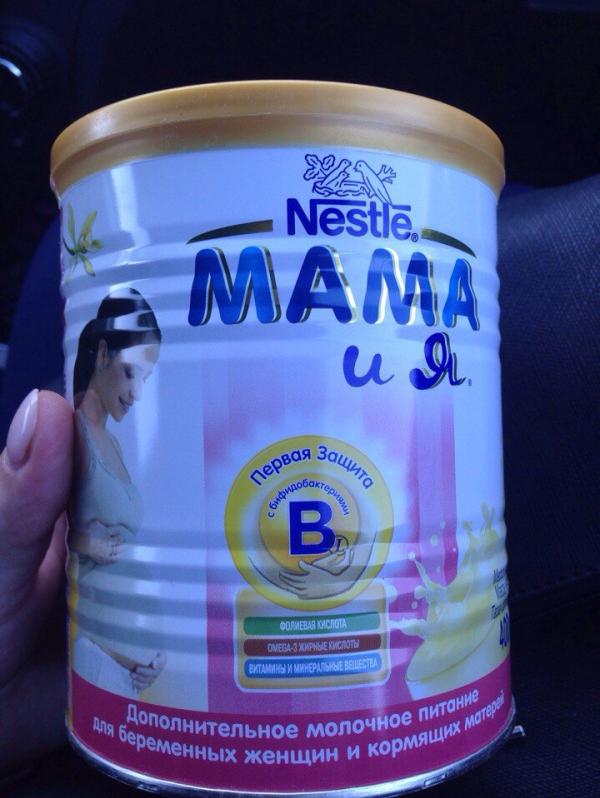 Nestlé®
МАМА
и Я®
Первая Защита
с бифидобактериями
B
ФОЛИЕВАЯ КИСЛОТА
ОМЕГА-3 ЖИРНЫЕ КИСЛОТЫ
ВИТАМИНЫ И МИНЕРАЛЬНЫЕ ВЕЩЕСТВА
Дополнительное молочное питание
для беременных женщин и кормящих матерей